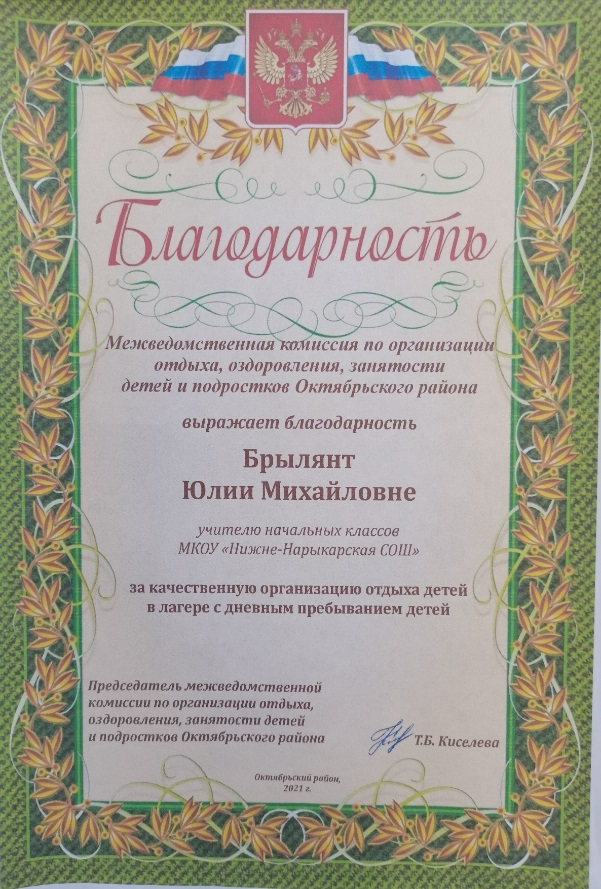 Благодарность
Межведомственная комиссия по организации
отдыха, оздоровления, занятости
детей и подростков Октябрьского района
выражает благодарность
Брылянт
Юлии Михайловне
учителю начальных классов
МКОУ «Нижне-Нарыкарская СОШ»
за качественную организацию отдыха детей
в лагере с дневным пребыванием детей
Председатель межведомственной
комиссии по организации отдыха,
оздоровления, занятости детей
и подростков Октябрьского района
Т.Б. Киселева
Октябрьский район,
2021 г.